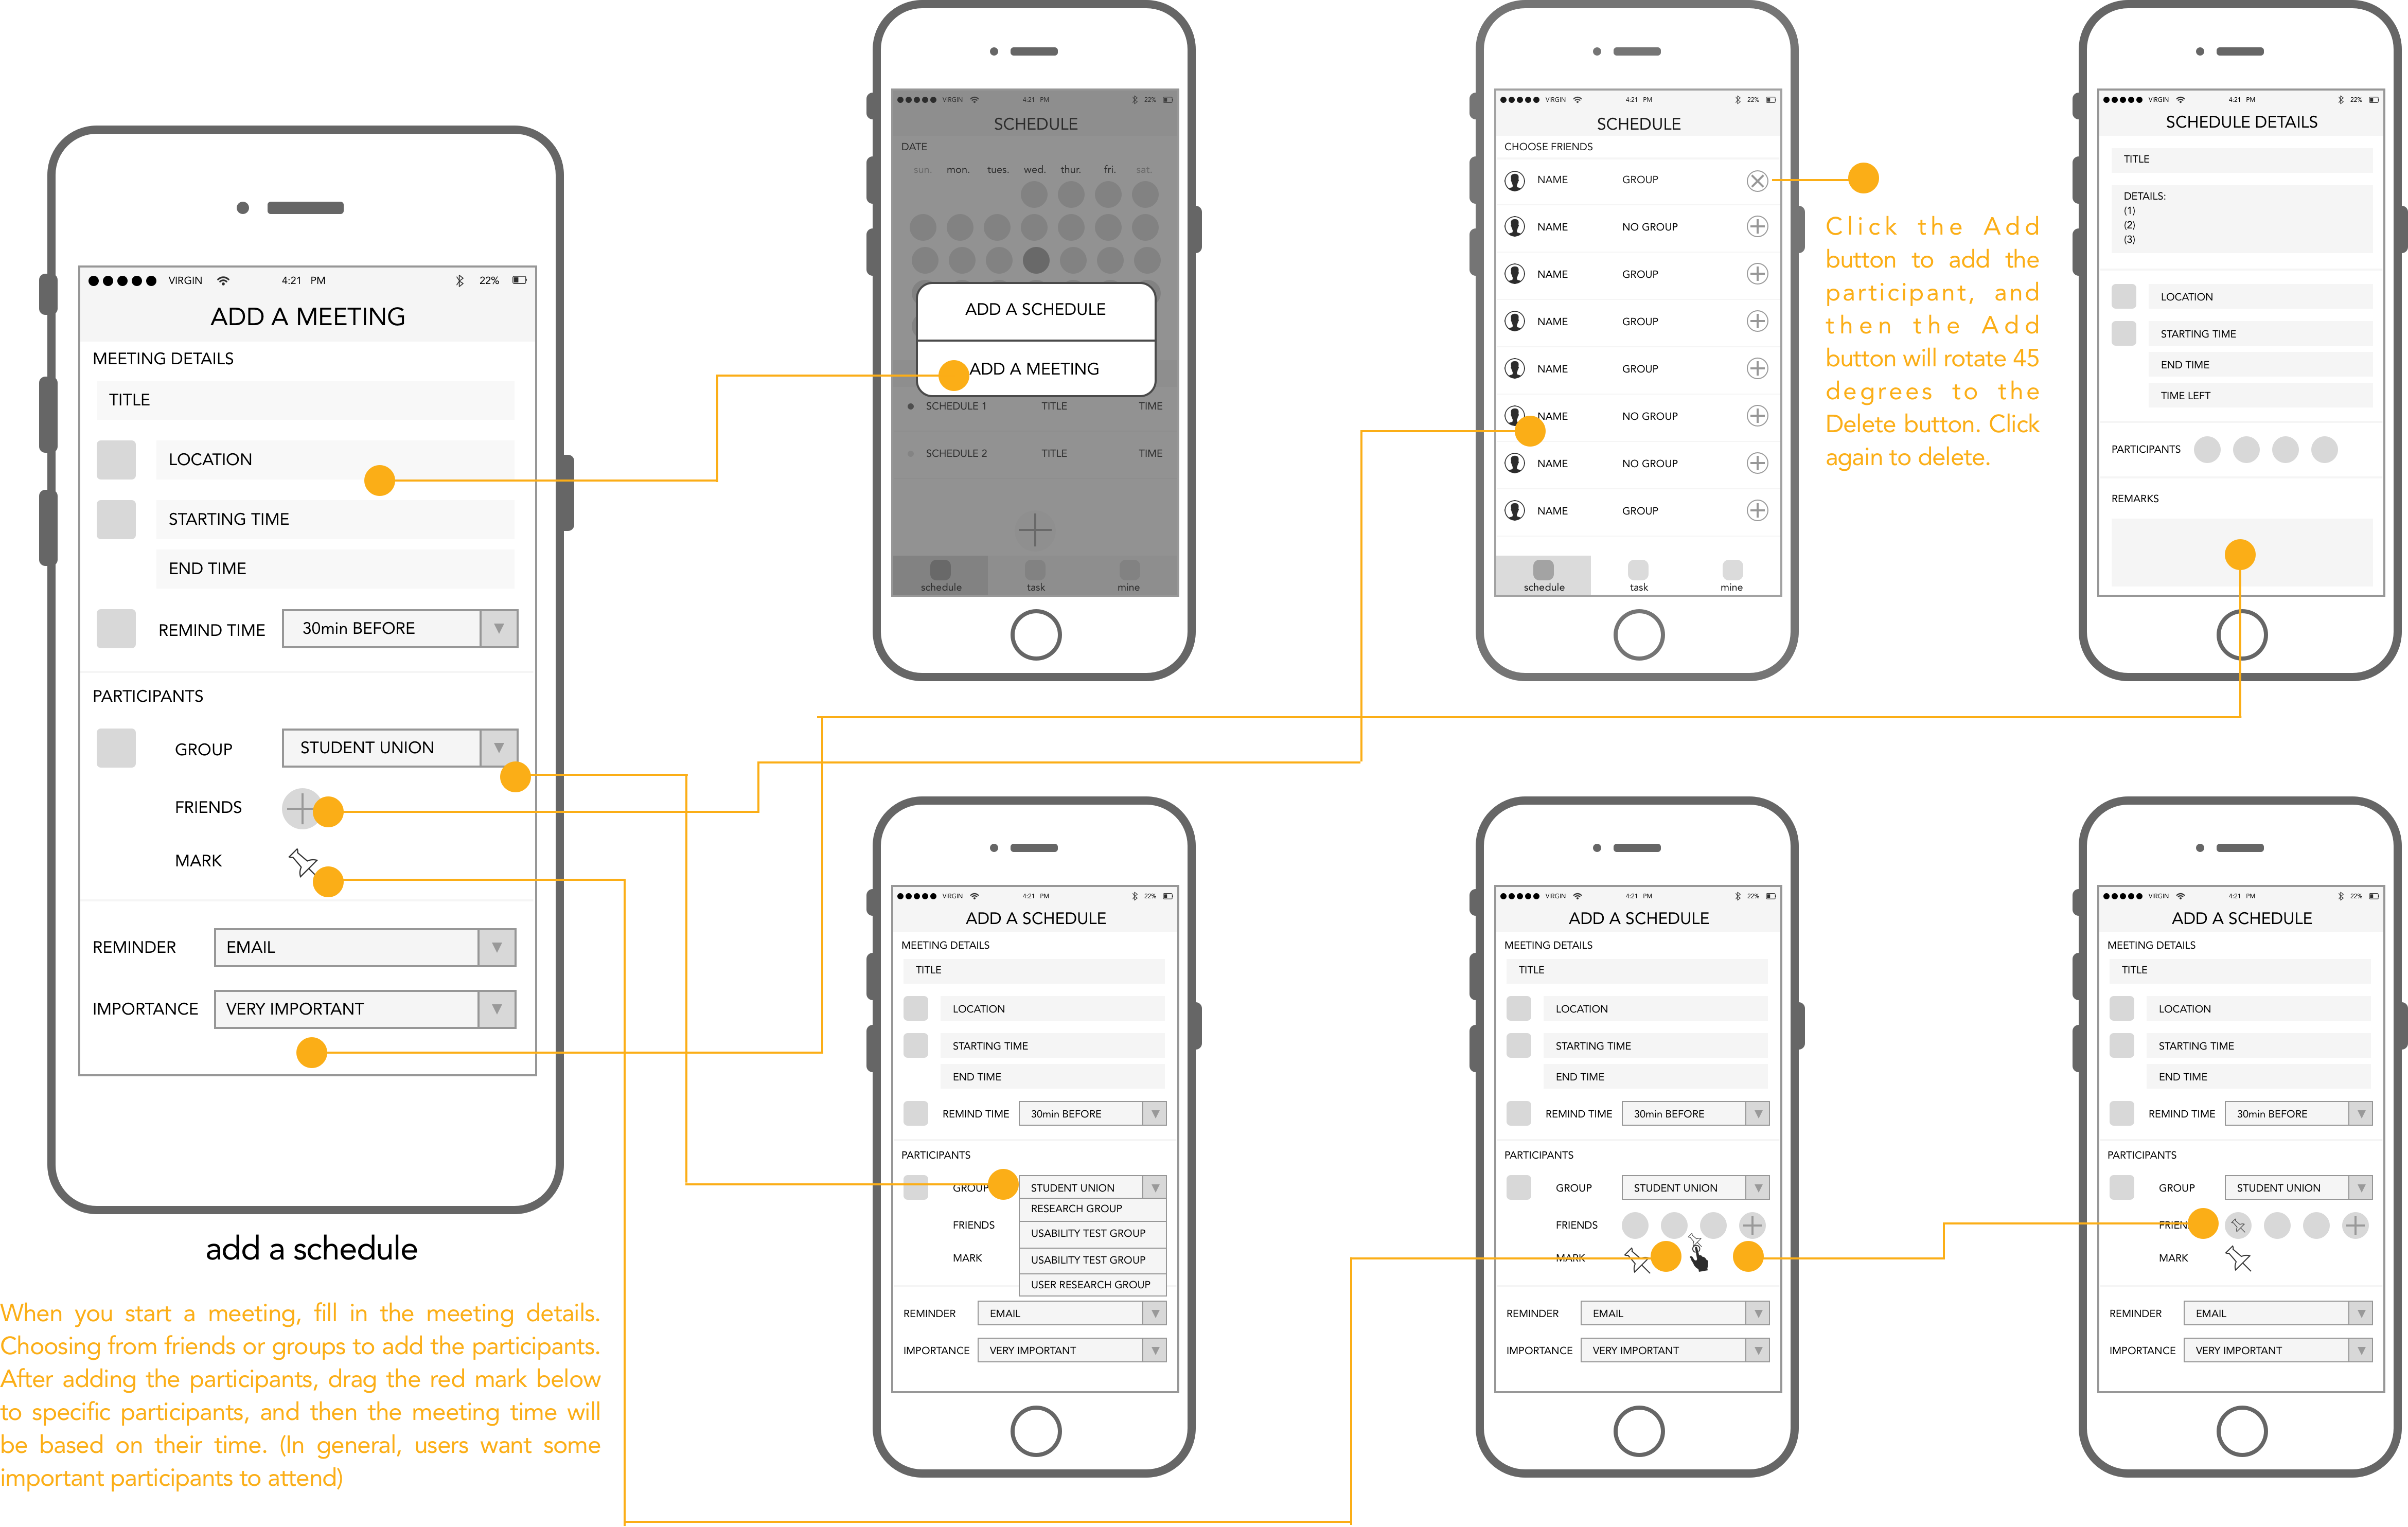 VIRGIN 4:21 PM 22%
ADD A MEETING
MEETING DETAILS
TITLE
LOCATION
STARTING TIME
END TIME
REMIND TIME 30min BEFORE
PARTICIPANTS
GROUP STUDENT UNION
FRIENDS
MARK
REMINDER EMAIL
IMPORTANCE VERY IMPORTANT
add a schedule
When you start a meeting, fill in the meeting details.
Choosing from friends or groups to add the participants.
After adding the participants, drag the red mark below
to specific participants, and then the meeting time will
be based on their time. (In general, users want some
important participants to attend)
VIRGIN 4:21 PM 22%
SCHEDULE
DATE
sun. mon. tues. wed. thur. fri. sat.
ADD A SCHEDULE
ADD A MEETING
SCHEDULE 1 TITLE TIME
SCHEDULE 2 TITLE TIME
schedule task mine
VIRGIN 4:21 PM 22%
SCHEDULE
CHOOSE FRIENDS
NAME GROUP
NAME NO GROUP
NAME GROUP
NAME GROUP
NAME GROUP
NAME NO GROUP
NAME NO GROUP
NAME GROUP
schedule task mine
Click the Add
button to add the
participant, and
then the Add
button will rotate 45
degrees to the
Delete button. Click
again to delete.
VIRGIN 4:21 PM 22%
SCHEDULE DETAILS
TITLE
DETAILS:
(1)
(2)
(3)
LOCATION
STARTING TIME
END TIME
TIME LEFT
PARTICIPANTS
REMARKS
VIRGIN 4:21 PM 22%
ADD A SCHEDULE
MEETING DETAILS
TITLE
LOCATION
STARTING TIME
END TIME
REMIND TIME 30min BEFORE
PARTICIPANTS
GROUP STUDENT UNION
RESEARCH GROUP
FRIENDS
USABILITY TEST GROUP
MARK USABILITY TEST GROUP
USER RESEARCH GROUP
REMINDER EMAIL
IMPORTANCE VERY IMPORTANT
VIRGIN 4:21 PM 22%
ADD A SCHEDULE
MEETING DETAILS
TITLE
LOCATION
STARTING TIME
END TIME
REMIND TIME 30min BEFORE
PARTICIPANTS
GROUP STUDENT UNION
FRIENDS
MARK
REMINDER EMAIL
IMPORTANCE VERY IMPORTANT
VIRGIN 4:21 PM 22%
ADD A SCHEDULE
MEETING DETAILS
TITLE
LOCATION
STARTING TIME
END TIME
REMIND TIME 30min BEFORE
PARTICIPANTS
GROUP STUDENT UNION
FRIEN
MARK
REMINDER EMAIL
IMPORTANCE VERY IMPORTANT